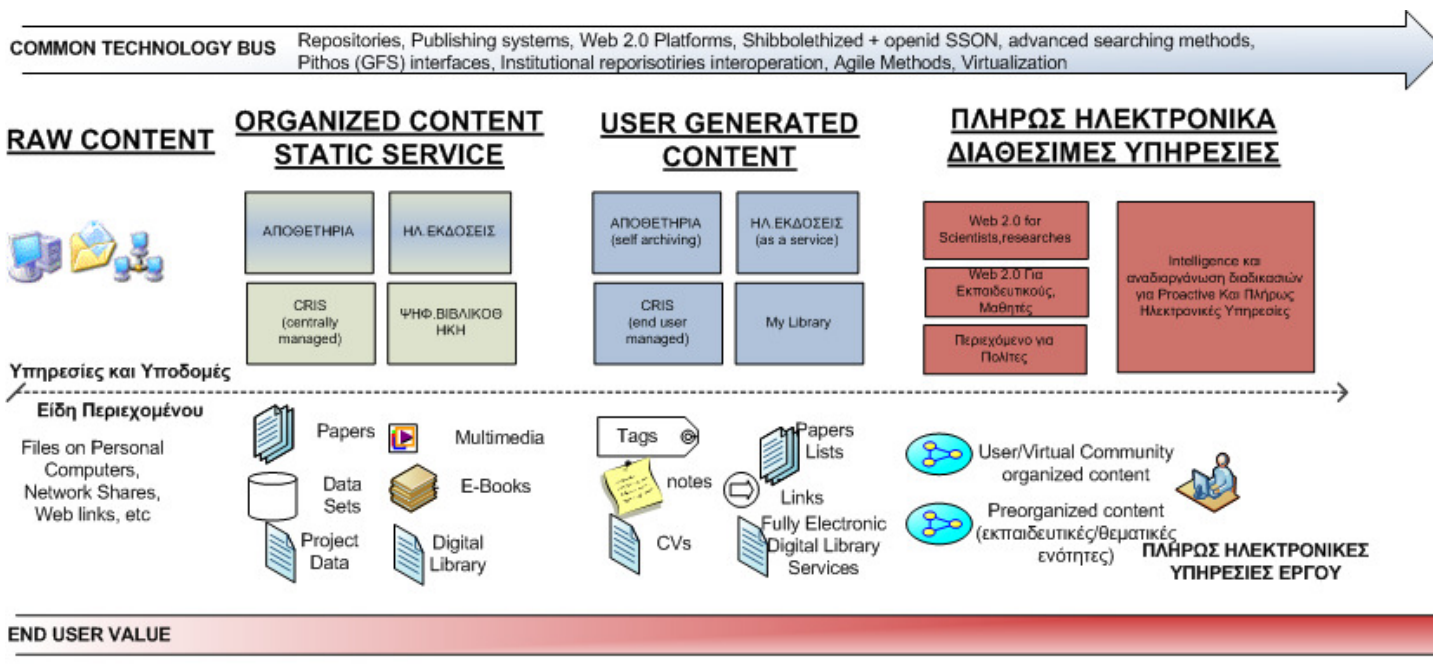 COMMON TECHNOLOGY BUS
Repositories, Publishing systems, Web 2.0 Platforms, Shibbolethized + openid SSON, advanced searching methods,
Pithos (GFS) interfaces, Institutional reporisotiries interoperation, Agile Methods, Virtualization
RAW CONTENT
ORGANIZED CONTENT
STATIC SERVICE
USER GENERATED
CONTENT
ΠΛΗΡΩΣ ΗΛΕΚΤΡΟΝΙΚΑ
ΔΙΑΘΕΣΙΜΕΣ ΥΠΗΡΕΣΙΕΣ
ΑΠΟΘΕΤΗΡΙΑ
ΗΛ.ΕΚΔΟΣΕΙΣ
CRIS
(centrally
managed)
ΨΗΦ.ΒΙΒΛΙΚΟΘ
ΗΚΗ
ΑΠΟΘΕΤΗΡΙΑ
(self archiving)
ΗΛ.ΕΚΔΟΣΕΙΣ
(as a service)
CRIS
(end user
managed)
My Library
Web 2.0 for
Scientists,researches
Web 2.0 Για
Εκπαιδευτικούς,
Μαθητές
Περιεχόμενο για
Πολίτες
Intelligence και
αναδιαργάνωση διαδικασιών
για Proactive Και Πλήρως
Ηλεκτρονικές Υπηρεσίες
Υπηρεσίες και Υποδομές
Είδη Περιεχομένου
Files on Personal
Computers,
Network Shares,
Web links, etc
Papers
Multimedia
Data
Sets
E-Books
Project
Data
Digital
Library
Tags
Papers
Lists
notes
Links
CVs
Fully Electronic
Digital Library
Services
User/Virtual Community
organized content
Preorganized content
(εκπαιδευτικές/θεματικές
ενότητες)
ΠΛΗΡΩΣ ΗΛΕΚΤΡΟΝΙΚΕΣ
ΥΠΗΡΕΣΙΕΣ ΕΡΓΟΥ
END USER VALUE